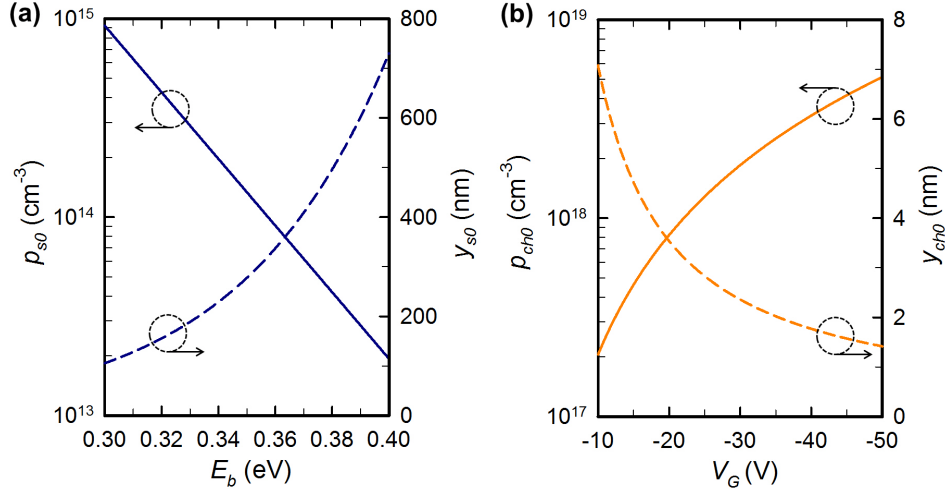 (a)
10^15
10^14
10^13
p_s0 (cm^-3)
800
600
400
200
0
y_s0 (nm)
0.30 0.32 0.34 0.36 0.38 0.40
E_b (eV)
(b)
10^19
10^18
10^17
p_ch0 (cm^-3)
8
6
4
2
0
y_ch0 (nm)
-10 -20 -30 -40 -50
V_G (V)